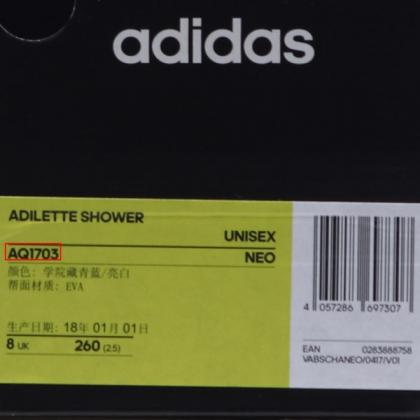 adidas
ADILETTE SHOWER
UNISEX
AQ1703
NEO
颜色: 学院藏青蓝/亮白
帮面材质: EVA
生产日期: 18年 01月 01日
8 UK 260 (2.5)
4 057286 697307
EAN 0283888758
VABSCHANEO/0417/V01